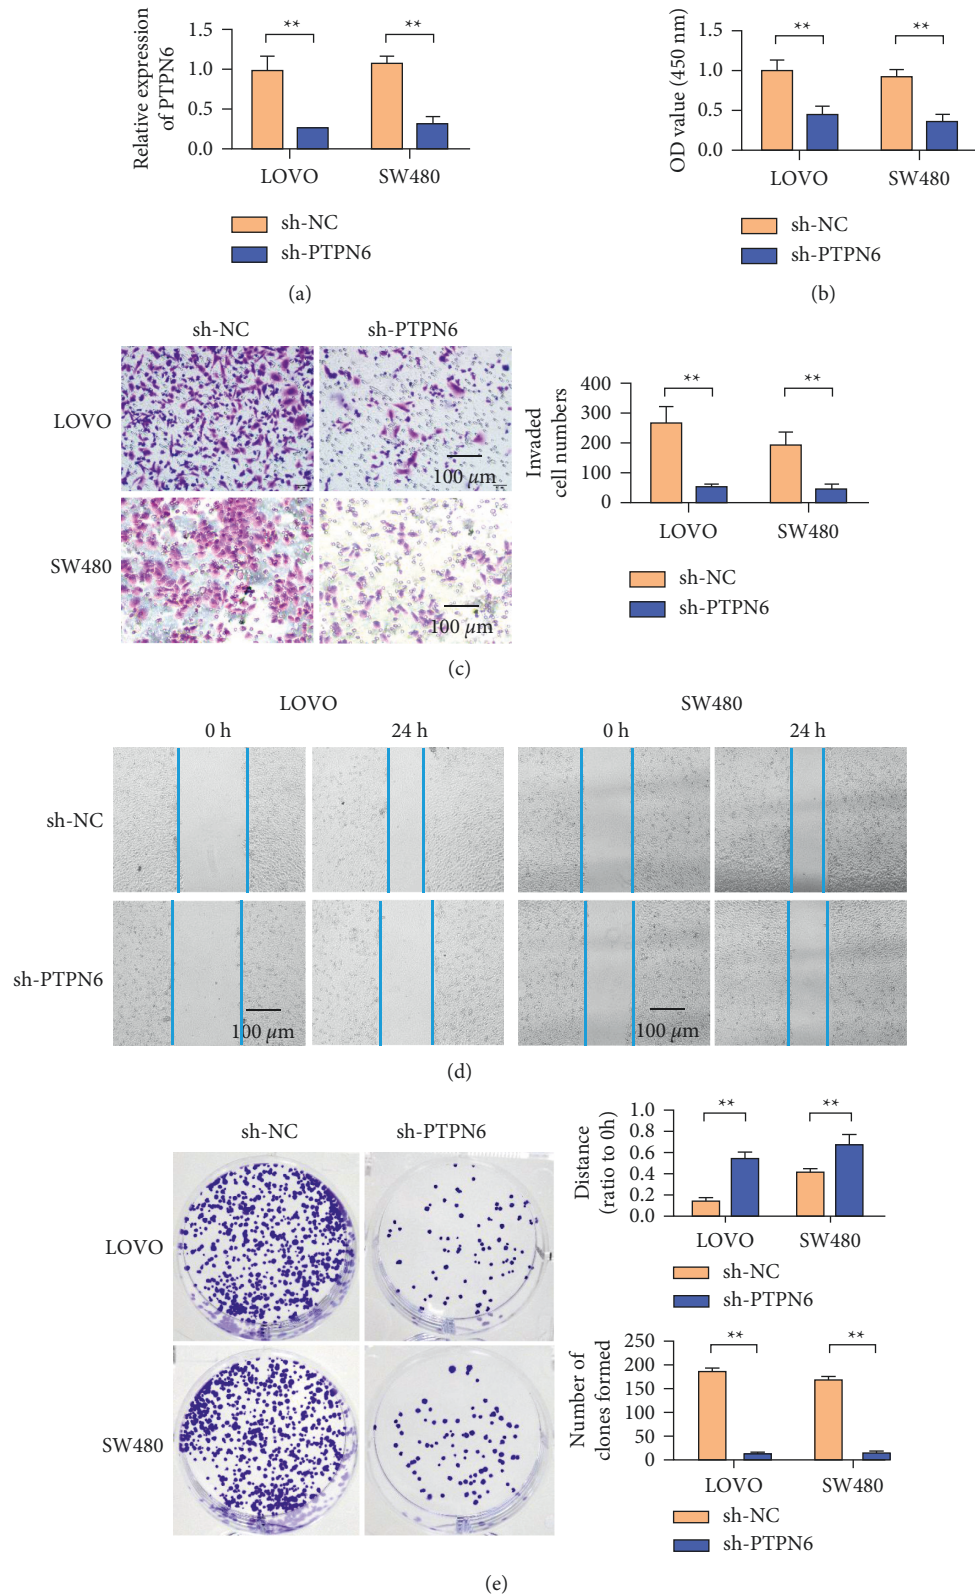 Relative expression
of PTPN6
1.5
1.0
0.5
0.0
**
**
LOVO
SW480
sh-NC
sh-PTPN6
(a)
OD value (450 nm)
1.5
1.0
0.5
0.0
**
**
LOVO
SW480
sh-NC
sh-PTPN6
(b)
sh-NC
sh-PTPN6
LOVO
SW480
100 μm
100 μm
Invaded
cell numbers
400
300
200
100
0
**
**
LOVO
SW480
sh-NC
sh-PTPN6
(c)
LOVO
SW480
0 h
24 h
0 h
24 h
sh-NC
sh-PTPN6
100 μm
100 μm
(d)
sh-NC
sh-PTPN6
LOVO
SW480
Distance
(ratio to 0h)
1.0
0.8
0.6
0.4
0.2
0.0
**
**
LOVO
SW480
sh-NC
sh-PTPN6
Number of
clones formed
250
200
150
100
50
0
**
**
LOVO
SW480
sh-NC
sh-PTPN6
(e)